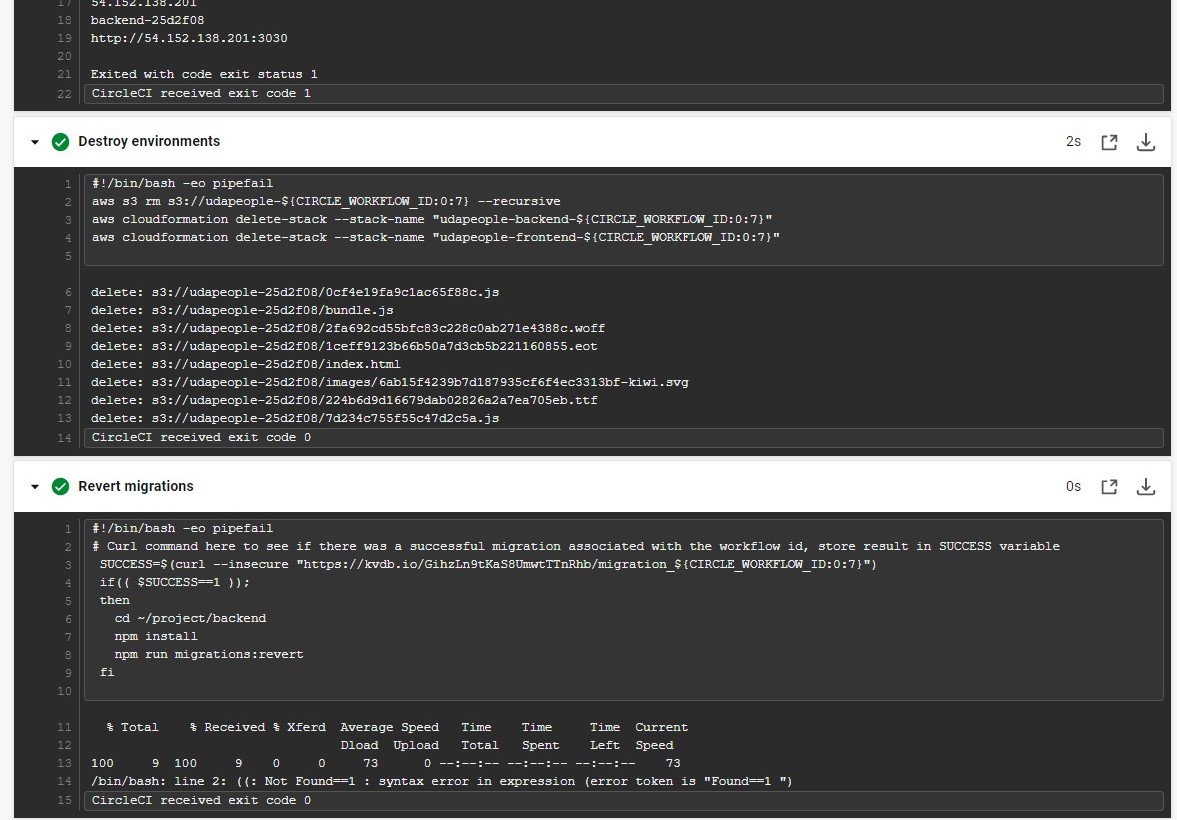 17 54.152.138.201
18 backend-25d2f08
19 http://54.152.138.201:3030
20
21 Exited with code exit status 1
22 CircleCI received exit code 1
Destroy environments 2s
1 #!/bin/bash -eo pipefail
2 aws s3 rm s3://udapeople-${CIRCLE_WORKFLOW_ID:0:7} --recursive
3 aws cloudformation delete-stack --stack-name "udapeople-backend-${CIRCLE_WORKFLOW_ID:0:7}"
4 aws cloudformation delete-stack --stack-name "udapeople-frontend-${CIRCLE_WORKFLOW_ID:0:7}"
5
6 delete: s3://udapeople-25d2f08/0cf4e19fa9c1ac65f88c.js
7 delete: s3://udapeople-25d2f08/bundle.js
8 delete: s3://udapeople-25d2f08/2fa692cd55bfc83c228c0ab271e4388c.woff
9 delete: s3://udapeople-25d2f08/1ceff9123b66b50a7d3cb5b221160855.eot
10 delete: s3://udapeople-25d2f08/index.html
11 delete: s3://udapeople-25d2f08/images/6ab15f4239b7d187935cf6f4ec3313bf-kiwi.svg
12 delete: s3://udapeople-25d2f08/224b6d9d16679dab02826a2a7ea705eb.ttf
13 delete: s3://udapeople-25d2f08/7d234c755f55c47d2c5a.js
14 CircleCI received exit code 0
Revert migrations 0s
1 #!/bin/bash -eo pipefail
2 # Curl command here to see if there was a successful migration associated with the workflow id, store result in SUCCESS variable
3 SUCCESS=$(curl --insecure "https://kvdb.io/GihzLn9tKaS8UmwtTTnRhb/migration_${CIRCLE_WORKFLOW_ID:0:7}")
4 if(( $SUCCESS==1 ));
5 then
6 cd ~/project/backend
7 npm install
8 npm run migrations:revert
9 fi
10
11 % Total % Received % Xferd Average Speed Time Time Time Current
12 Dload Upload Total Spent Left Speed
13 100 9 100 9 0 0 73 0 --:--:-- --:--:-- --:--:-- 73
14 /bin/bash: line 2: ((: Not Found==1 : syntax error in expression (error token is "Found==1 ")
15 CircleCI received exit code 0